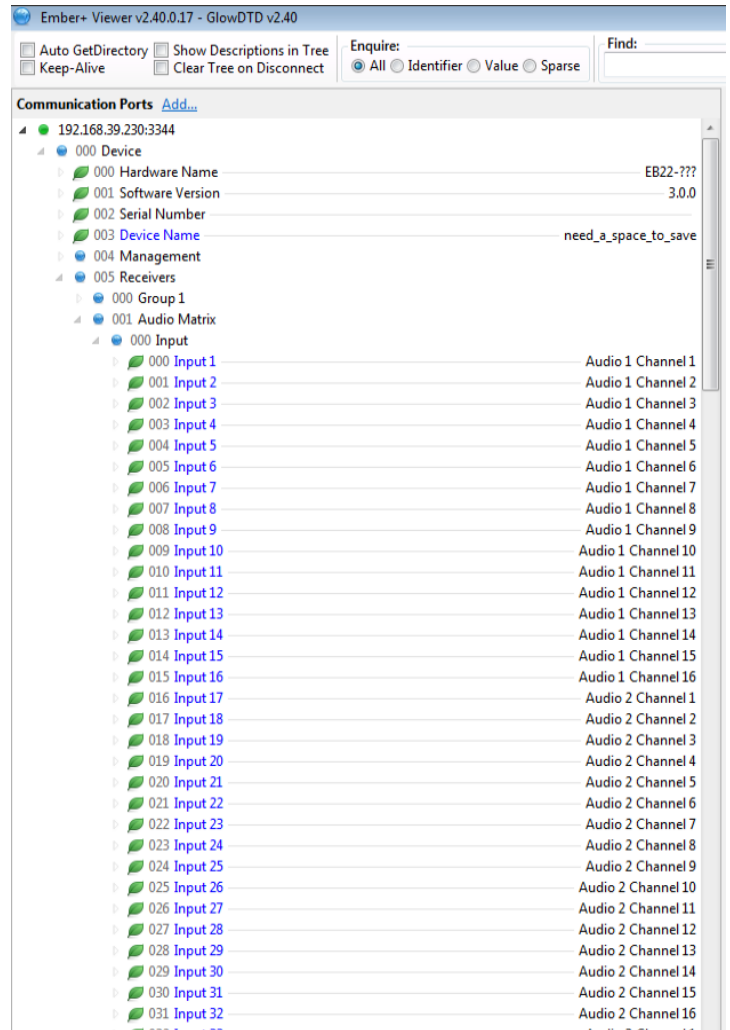 Ember+ Viewer v2.40.0.17 - GlowDTD v2.40
Auto GetDirectory Show Descriptions in Tree
Keep-Alive Clear Tree on Disconnect
Enquire:
All Identifier Value Sparse
Find:
Communication Ports Add...
192.168.39.230:3344
000 Device
000 Hardware Name EB22-???
001 Software Version 3.0.0
002 Serial Number
003 Device Name need_a_space_to_save
004 Management
005 Receivers
000 Group 1
001 Audio Matrix
000 Input
000 Input 1 Audio 1 Channel 1
001 Input 2 Audio 1 Channel 2
002 Input 3 Audio 1 Channel 3
003 Input 4 Audio 1 Channel 4
004 Input 5 Audio 1 Channel 5
005 Input 6 Audio 1 Channel 6
006 Input 7 Audio 1 Channel 7
007 Input 8 Audio 1 Channel 8
008 Input 9 Audio 1 Channel 9
009 Input 10 Audio 1 Channel 10
010 Input 11 Audio 1 Channel 11
011 Input 12 Audio 1 Channel 12
012 Input 13 Audio 1 Channel 13
013 Input 14 Audio 1 Channel 14
014 Input 15 Audio 1 Channel 15
015 Input 16 Audio 1 Channel 16
016 Input 17 Audio 2 Channel 1
017 Input 18 Audio 2 Channel 2
018 Input 19 Audio 2 Channel 3
019 Input 20 Audio 2 Channel 4
020 Input 21 Audio 2 Channel 5
021 Input 22 Audio 2 Channel 6
022 Input 23 Audio 2 Channel 7
023 Input 24 Audio 2 Channel 8
024 Input 25 Audio 2 Channel 9
025 Input 26 Audio 2 Channel 10
026 Input 27 Audio 2 Channel 11
027 Input 28 Audio 2 Channel 12
028 Input 29 Audio 2 Channel 13
029 Input 30 Audio 2 Channel 14
030 Input 31 Audio 2 Channel 15
031 Input 32 Audio 2 Channel 16